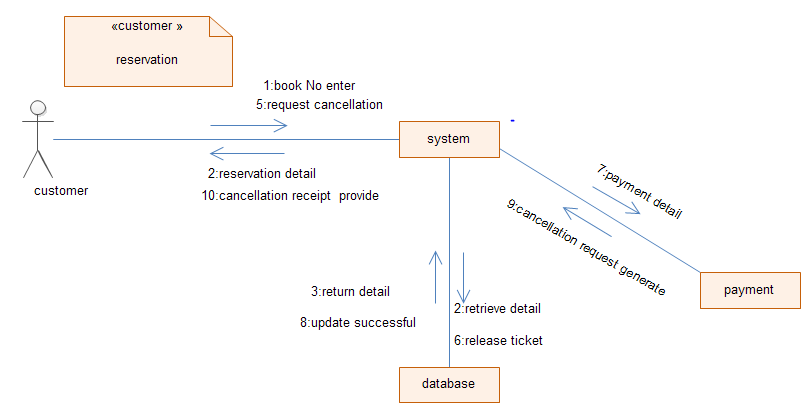 «customer »
reservation
1:book No enter
5:request cancellation
customer
system
2:reservation detail
10:cancellation receipt provide
7:payment detail
9:cancellation request generate
payment
3:return detail
8:update successful
2:retrieve detail
6:release ticket
database